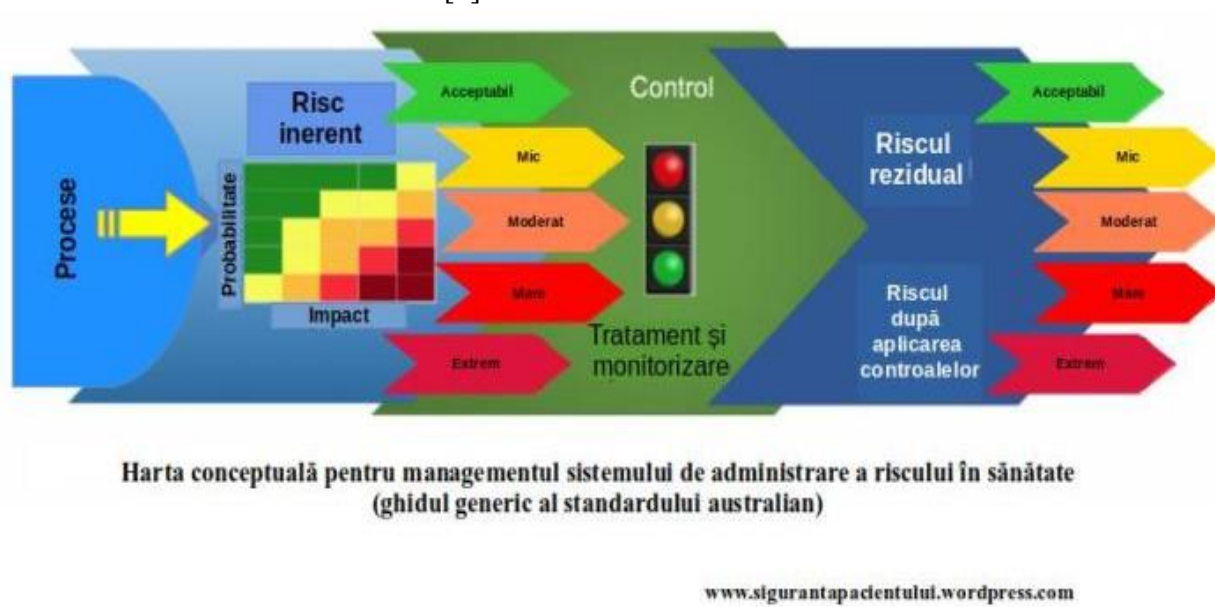 Procese
Risc
inerent
Probabilitate
Impact
Acceptabil
Mic
Moderat
Extrem
Control
Tratament și
monitorizare
Riscul
rezidual
Riscul
după
aplicarea
controalelor
Acceptabil
Mic
Moderat
Extrem
Harta conceptuală pentru managementul sistemului de administrare a riscului în sănătate
(ghidul generic al standardului australian)
www.sigurantapacientului.wordpress.com